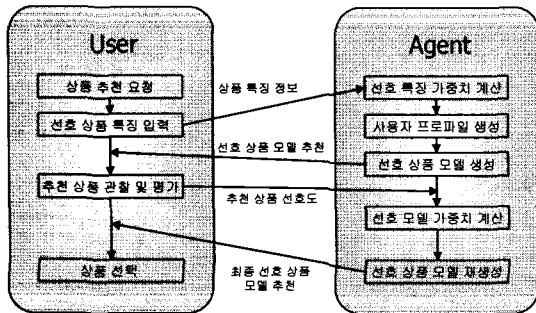 User
상품 추천 요청
선호 상품 특징 입력
추천 상품 관찰 및 평가
상품 선택
상품 특징 정보
선호 상품 모델 추천
추천 상품 선호도
최종 선호 상품
모델 추천
Agent
선호 특징 가중치 계산
사용자 프로파일 생성
선호 상품 모델 생성
선호 모델 가중치 계산
선호 상품 모델 재생성